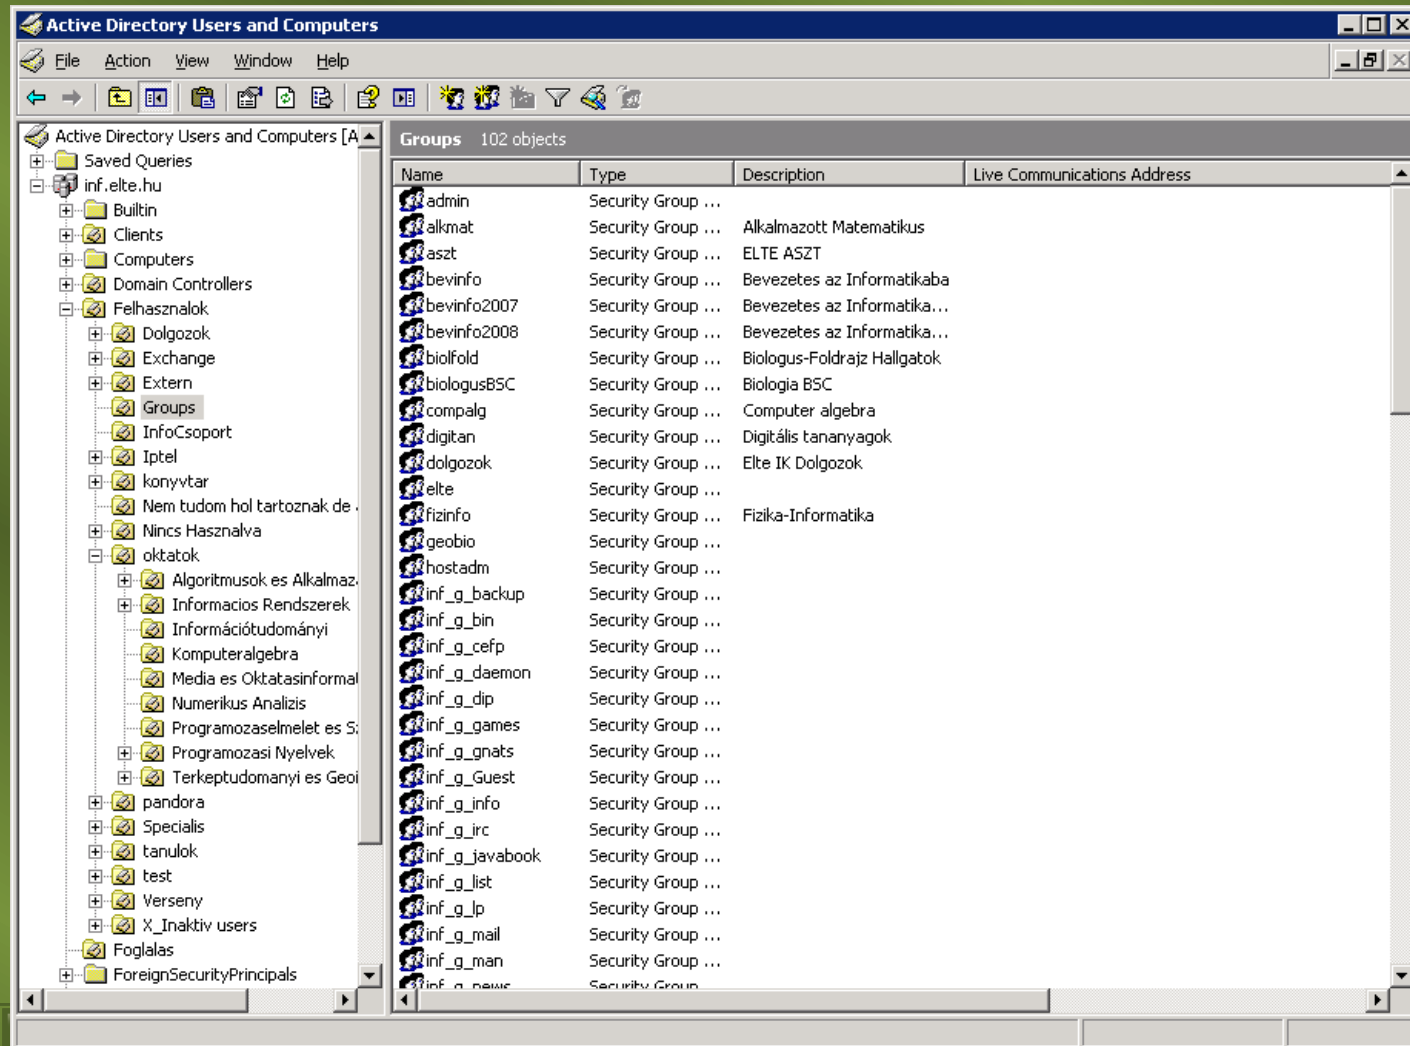 Active Directory Users and Computers
File Action View Window Help
Active Directory Users and Computers [A
Saved Queries
inf.elte.hu
Builtin
Clients
Computers
Domain Controllers
Felhasznalok
Dolgozok
Exchange
Extern
Groups
InfoCsoport
Iptel
konyvtar
Nem tudom hol tartoznak de
Nincs Hasznalva
oktatok
Algoritmusok es Alkalmaz
Informacios Rendszerek
Információtudományi
Komputeralgebra
Media es Oktatasinforma
Numerikus Analizis
Programozaselmelet es
Programozasi Nyelvek
Terkeptudomanyi es Geoi
pandora
Specialis
tanulok
test
Verseny
X_Inaktiv users
Foglalas
ForeignSecurityPrincipals
Groups 102 objects
Name Type Description Live Communications Address
admin Security Group ...
alkmat Security Group ... Alkalmazott Matematikus
aszt Security Group ... ELTE ASZT
bevinfo Security Group ... Bevezetes az Informatikaba
bevinfo2007 Security Group ... Bevezetes az Informatika...
bevinfo2008 Security Group ... Bevezetes az Informatika...
biolfold Security Group ... Biologus-Foldrajz Hallgatok
biologusBSC Security Group ... Biologia BSC
compalg Security Group ... Computer algebra
digitan Security Group ... Digitális tananyagok
dolgozok Security Group ... Elte IK Dolgozok
elte Security Group ...
fizinfo Security Group ... Fizika-Informatika
geobio Security Group ...
hostadm Security Group ...
inf_g_backup Security Group ...
inf_g_bin Security Group ...
inf_g_cefp Security Group ...
inf_g_daemon Security Group ...
inf_g_dip Security Group ...
inf_g_games Security Group ...
inf_g_gnats Security Group ...
inf_g_Guest Security Group ...
inf_g_info Security Group ...
inf_g_irc Security Group ...
inf_g_javabook Security Group ...
inf_g_list Security Group ...
inf_g_lp Security Group ...
inf_g_mail Security Group ...
inf_g_man Security Group ...
inf_g_news Security Group